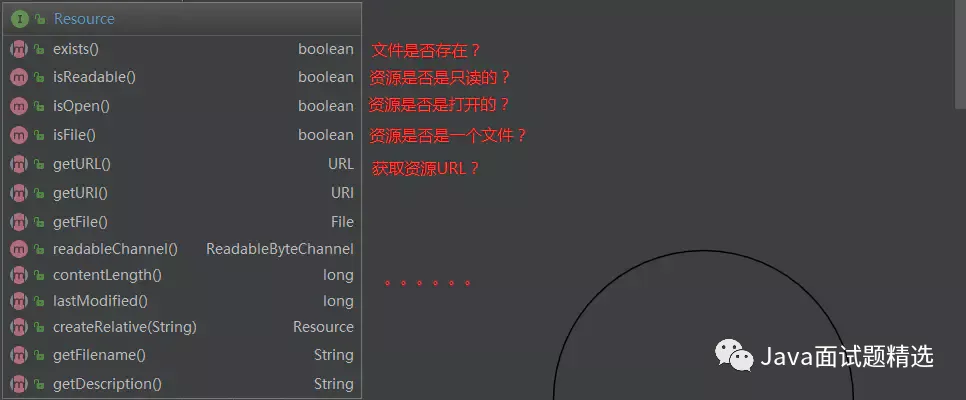 Resource
exists() boolean 文件是否存在？
isReadable() boolean 资源是否是只读的？
isOpen() boolean 资源是否是打开的？
isFile() boolean 资源是否是一个文件？
getURL() URL 获取资源URL？
getURI() URI
getFile() File
readableChannel() ReadableByteChannel
contentLength() long 。。。。。。
lastModified() long
createRelative(String) Resource
getFilename() String
getDescription() String
Java面试题精选